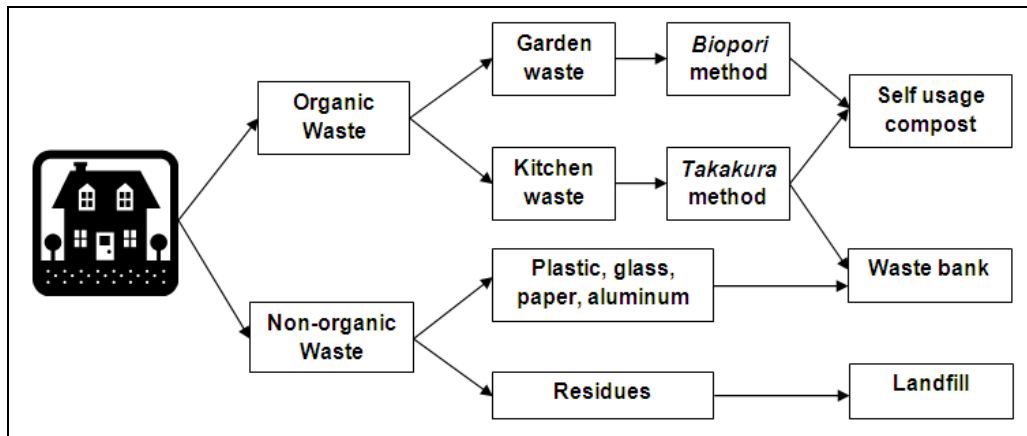 Garden
waste
Biopori
method
Organic
Waste
Self usage
compost
Kitchen
waste
Takakura
method
Plastic, glass,
paper, aluminum
Waste bank
Non-organic
Waste
Residues
Landfill